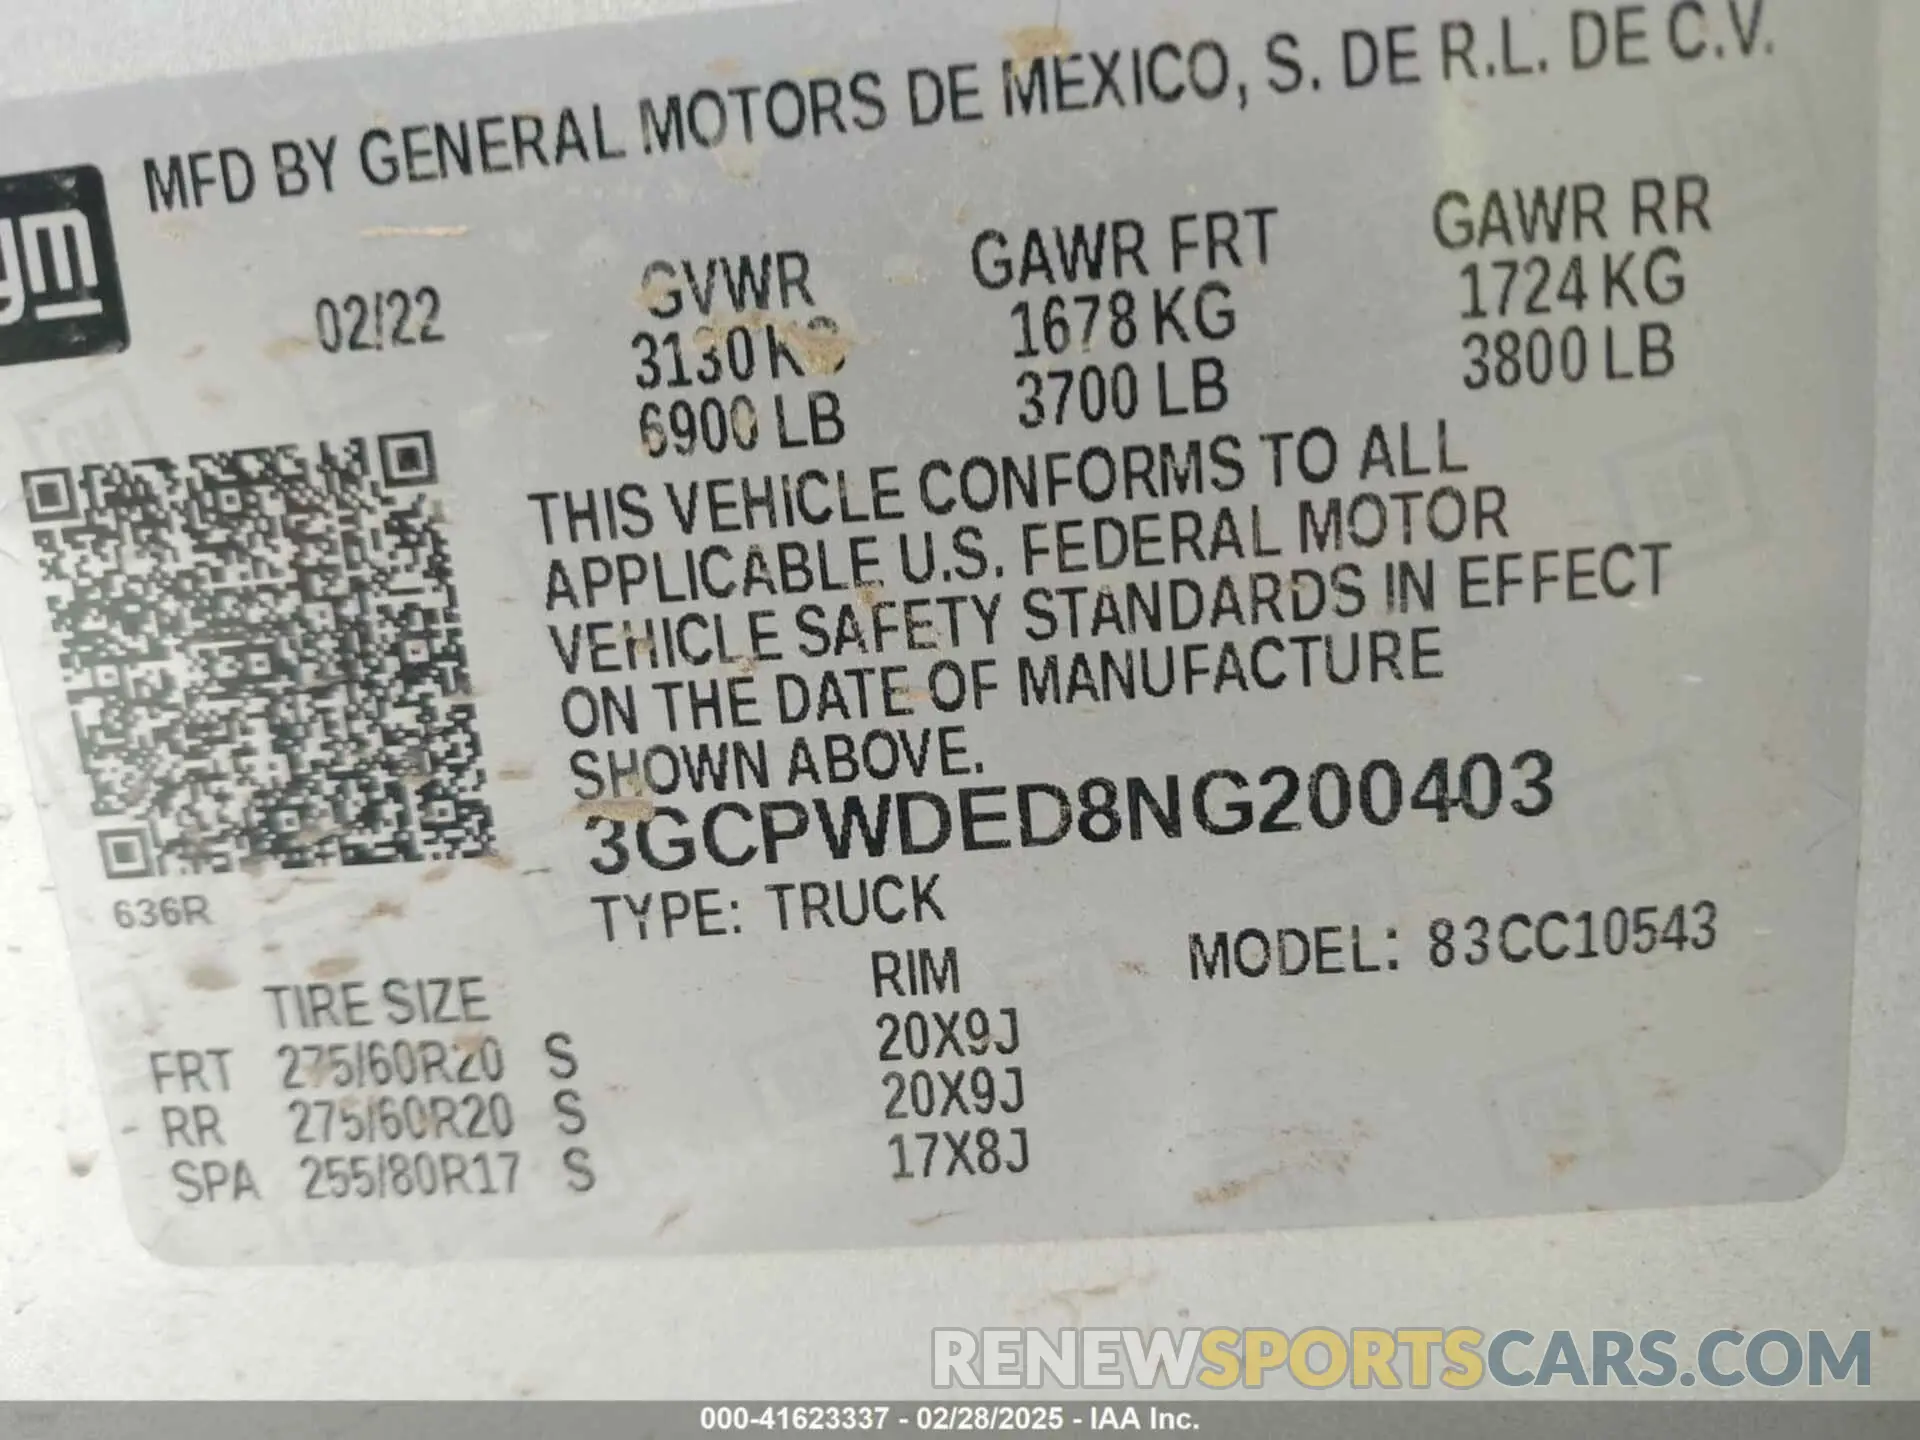 MFD BY GENERAL MOTORS DE MEXICO, S. DE R.L. DE C.V.
gm
02/22
GVWR GAWR FRT GAWR RR
3130 KG 1678 KG 1724 KG
6900 LB 3700 LB 3800 LB
THIS VEHICLE CONFORMS TO ALL
APPLICABLE U.S. FEDERAL MOTOR
VEHICLE SAFETY STANDARDS IN EFFECT
ON THE DATE OF MANUFACTURE
SHOWN ABOVE.
3GCPWDED8NG200403
636R
TYPE: TRUCK
MODEL: 83CC10543
TIRE SIZE RIM
FRT 275/60R20 S 20X9J
RR 275/60R20 S 20X9J
SPA 255/80R17 S 17X8J
RENEWSPORTSCARS.COM
000-41623337 - 02/28/2025 - IAA Inc.